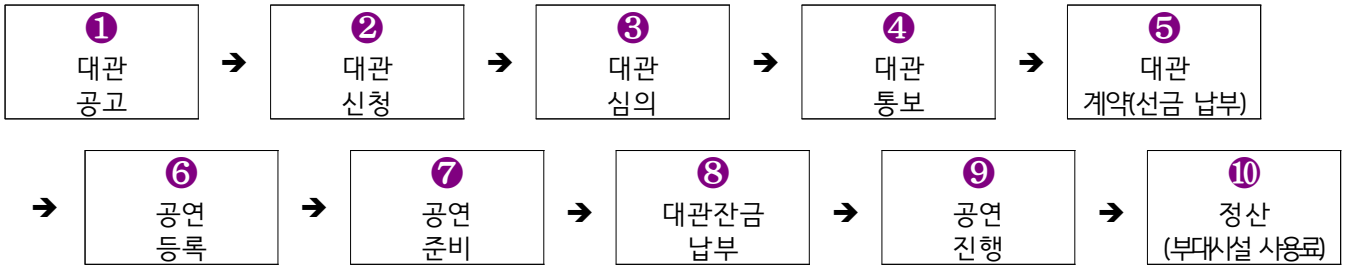 ❶
대관
공고
➔
❷
대관
신청
➔
❸
대관
심의
➔
❹
대관
통보
➔
❺
대관
계약(선금 납부)
➔
❻
공연
등록
➔
❼
공연
준비
➔
❽
대관잔금
납부
➔
❾
공연
진행
➔
❿
정산
(부대시설 사용료)